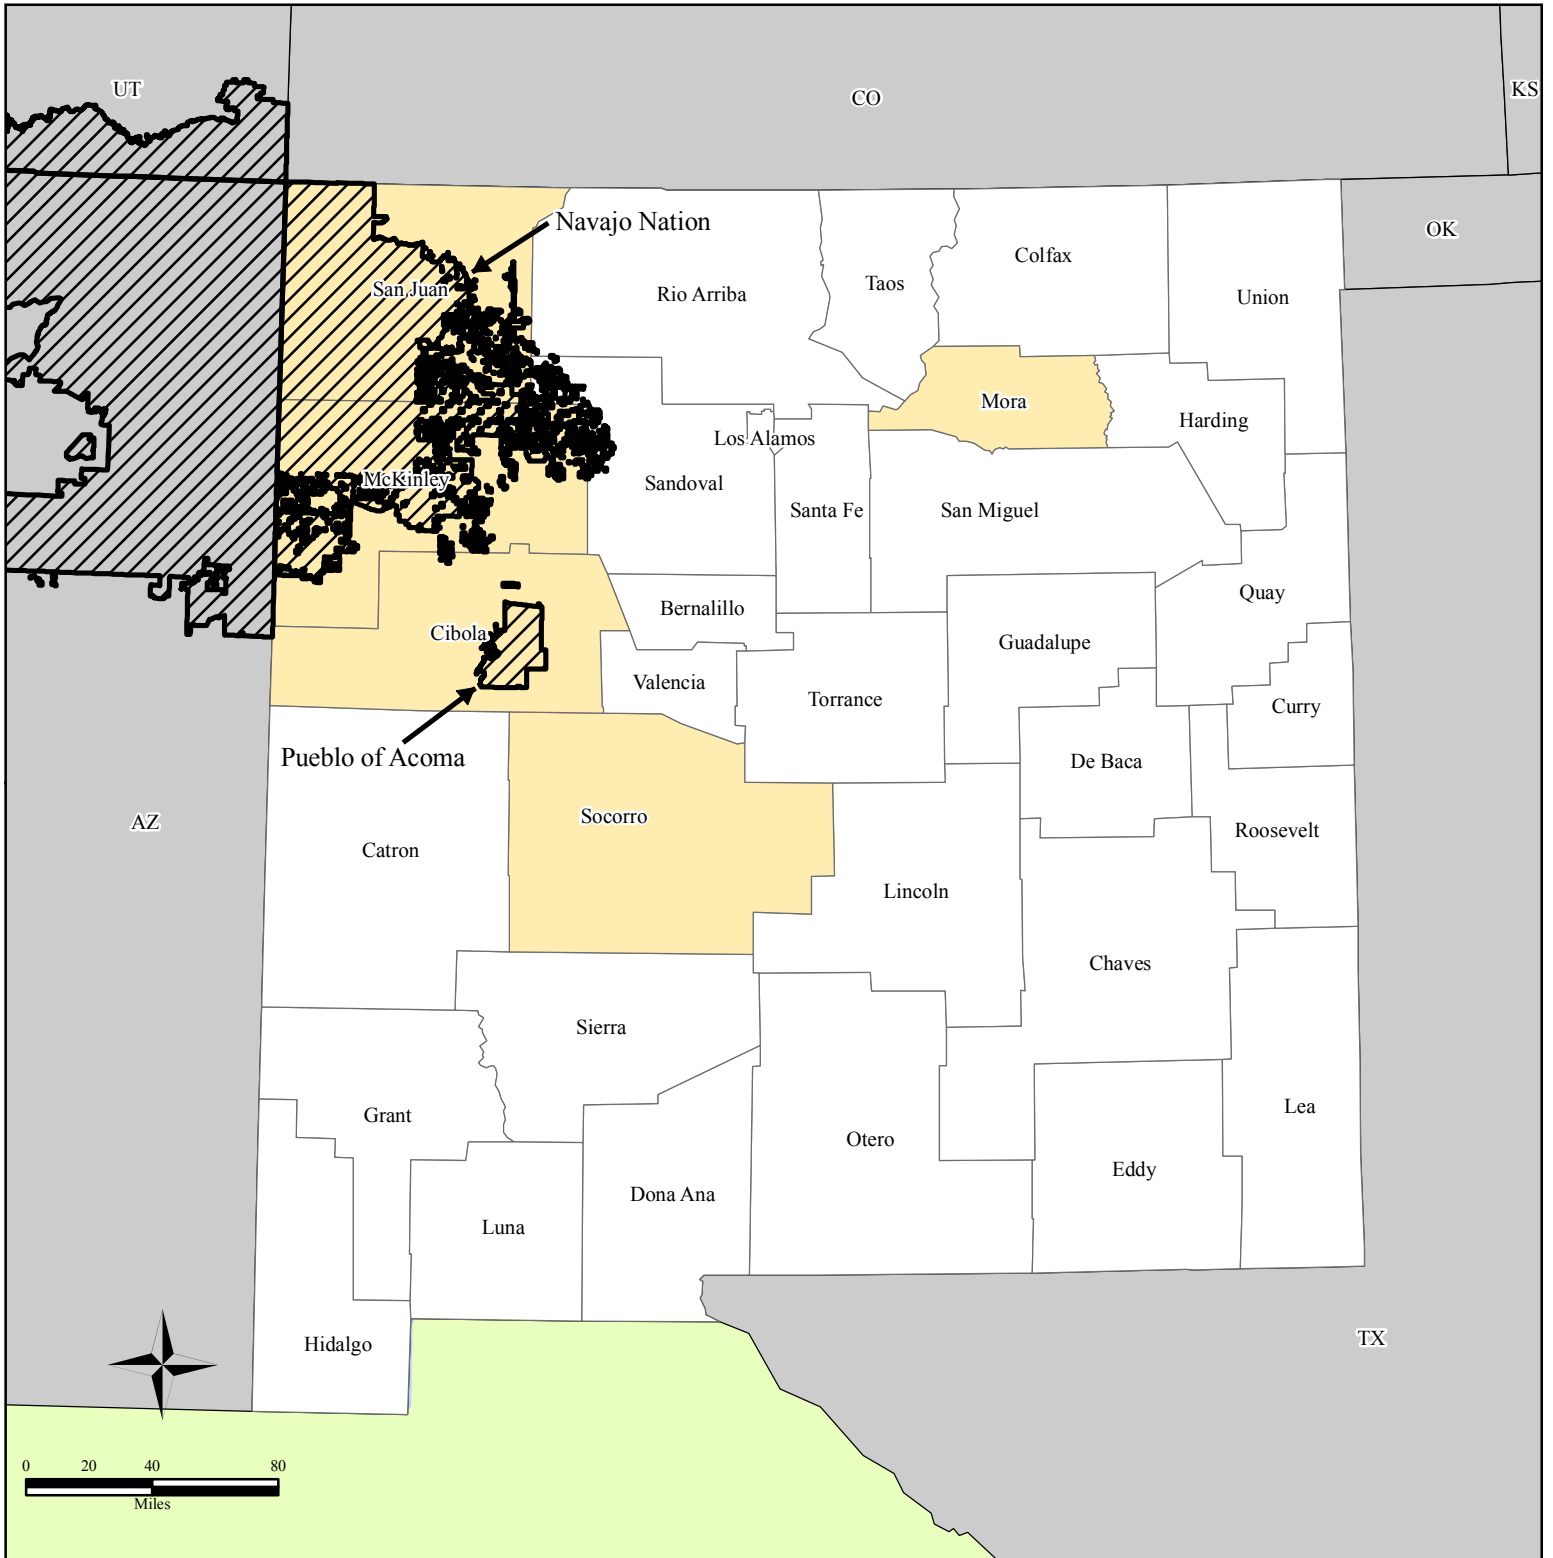 UT
CO
KS
Navajo Nation
OK
Colfax
San Juan
Rio Arriba
Taos
Union
Mora
Harding
Los Alamos
McKinley
Sandoval
Santa Fe
San Miguel
Quay
Bernalillo
Cibola
Guadalupe
Valencia
Torrance
Curry
Pueblo of Acoma
De Baca
Socorro
AZ
Roosevelt
Catron
Lincoln
Chaves
Sierra
Lea
Grant
Otero
Eddy
Dona Ana
Luna
TX
Hidalgo
0 20 40 80
Miles